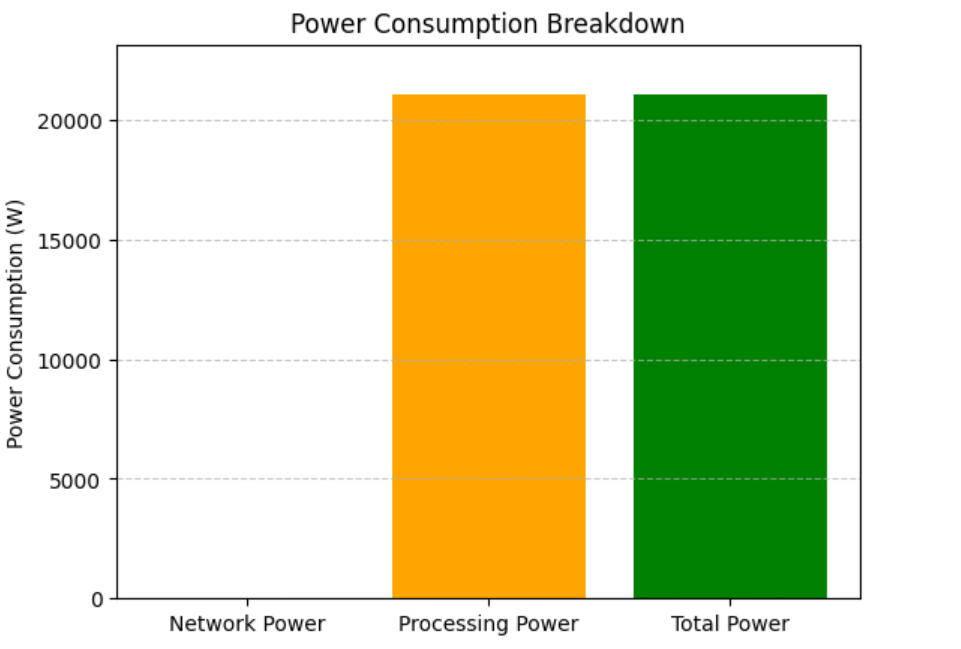 Power Consumption Breakdown
Power Consumption (W)
20000
15000
10000
5000
0
Network Power
Processing Power
Total Power